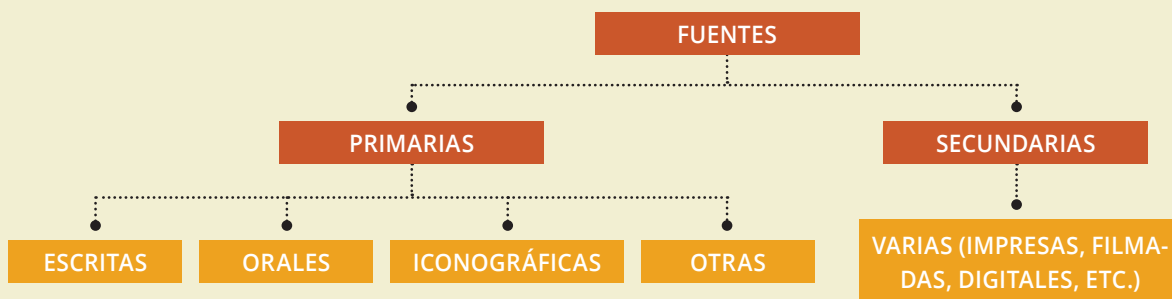 FUENTES
PRIMARIAS
SECUNDARIAS
ESCRITAS
ORALES
ICONOGRÁFICAS
OTRAS
VARIAS (IMPRESAS, FILMA-
DAS, DIGITALES, ETC.)